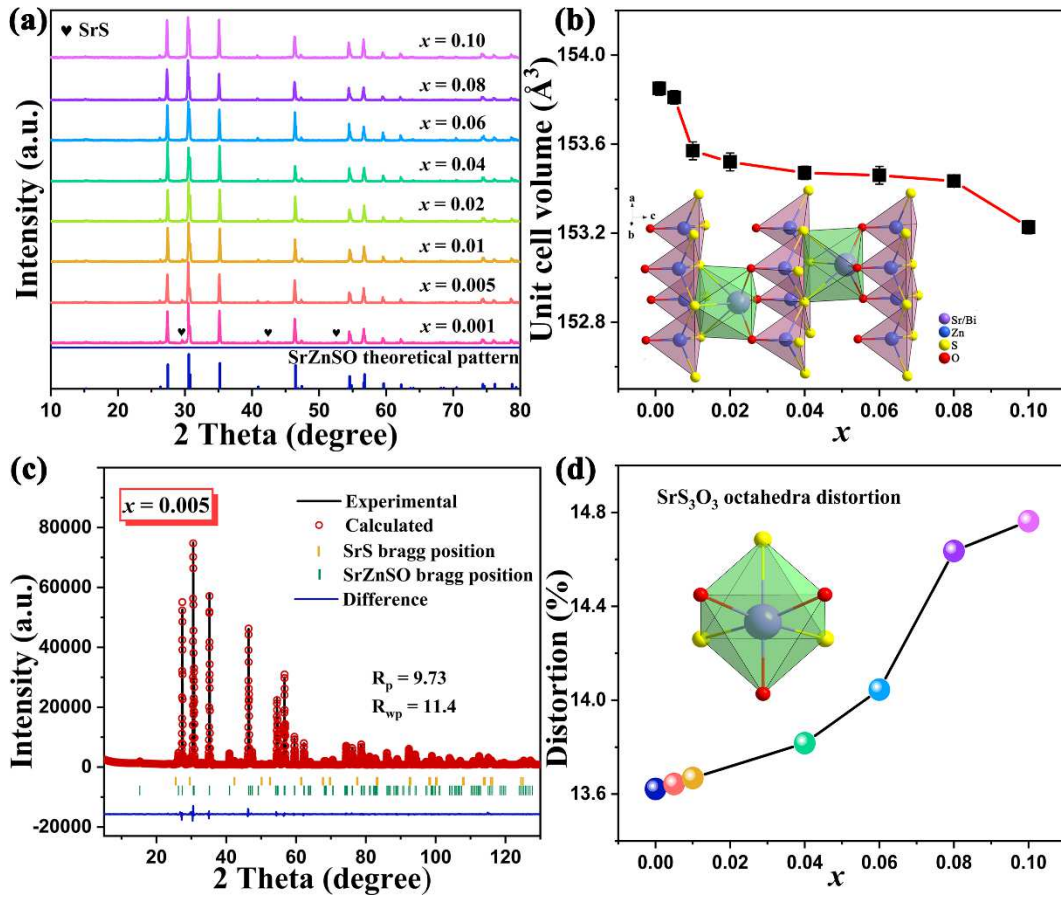 (a)
♥ SrS
x = 0.10
x = 0.08
x = 0.06
x = 0.04
x = 0.02
x = 0.01
x = 0.005
x = 0.001
SrZnSO theoretical pattern
Intensity (a.u.)
10 20 30 40 50 60 70 80
2 Theta (degree)
(b)
Unit cell volume (Å³)
154.0
153.6
153.2
152.8
a
c
b
Sr/Bi
Zn
S
O
0.00 0.02 0.04 0.06 0.08 0.10
x
(c)
x = 0.005
Experimental
Calculated
SrS bragg position
SrZnSO bragg position
Difference
Rp = 9.73
Rwp = 11.4
Intensity (a.u.)
80000
60000
40000
20000
0
-20000
20 40 60 80 100 120
2 Theta (degree)
(d)
SrS₃O₃ octahedra distortion
Distortion (%)
14.8
14.4
14.0
13.6
0.00 0.02 0.04 0.06 0.08 0.10
x